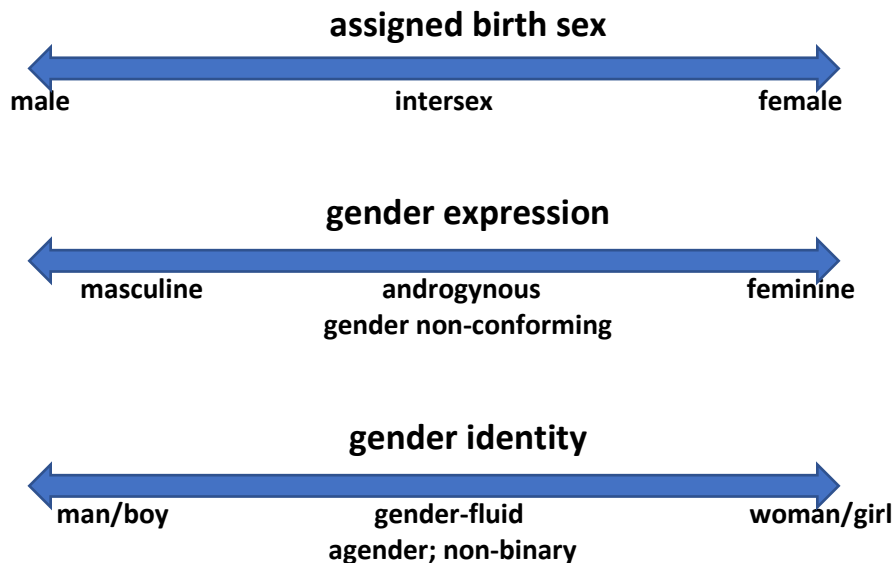 assigned birth sex
male intersex female
gender expression
masculine androgynous feminine
gender non-conforming
gender identity
man/boy gender-fluid woman/girl
agender; non-binary